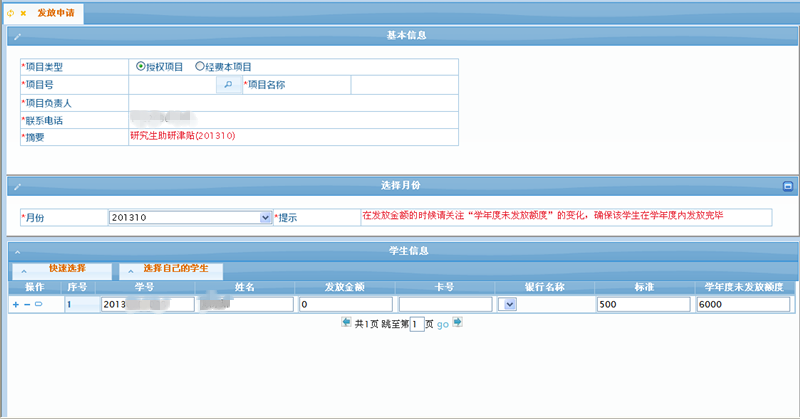 发放申请
基本信息
*项目类型 授权项目 经费本项目
*项目号 *项目名称
*项目负责人
*联系电话
*摘要 研究生助研津贴(201310)
选择月份
*月份 201310 *提示 在发放金额的时候请关注“学年度未发放额度”的变化，确保该学生在学年度内发放完毕
学生信息
快速选择 选择自己的学生
操作 序号 学号 姓名 发放金额 卡号 银行名称 标准 学年度未发放额度
1 2013 0 500 6000
共1页 跳至第1页 go